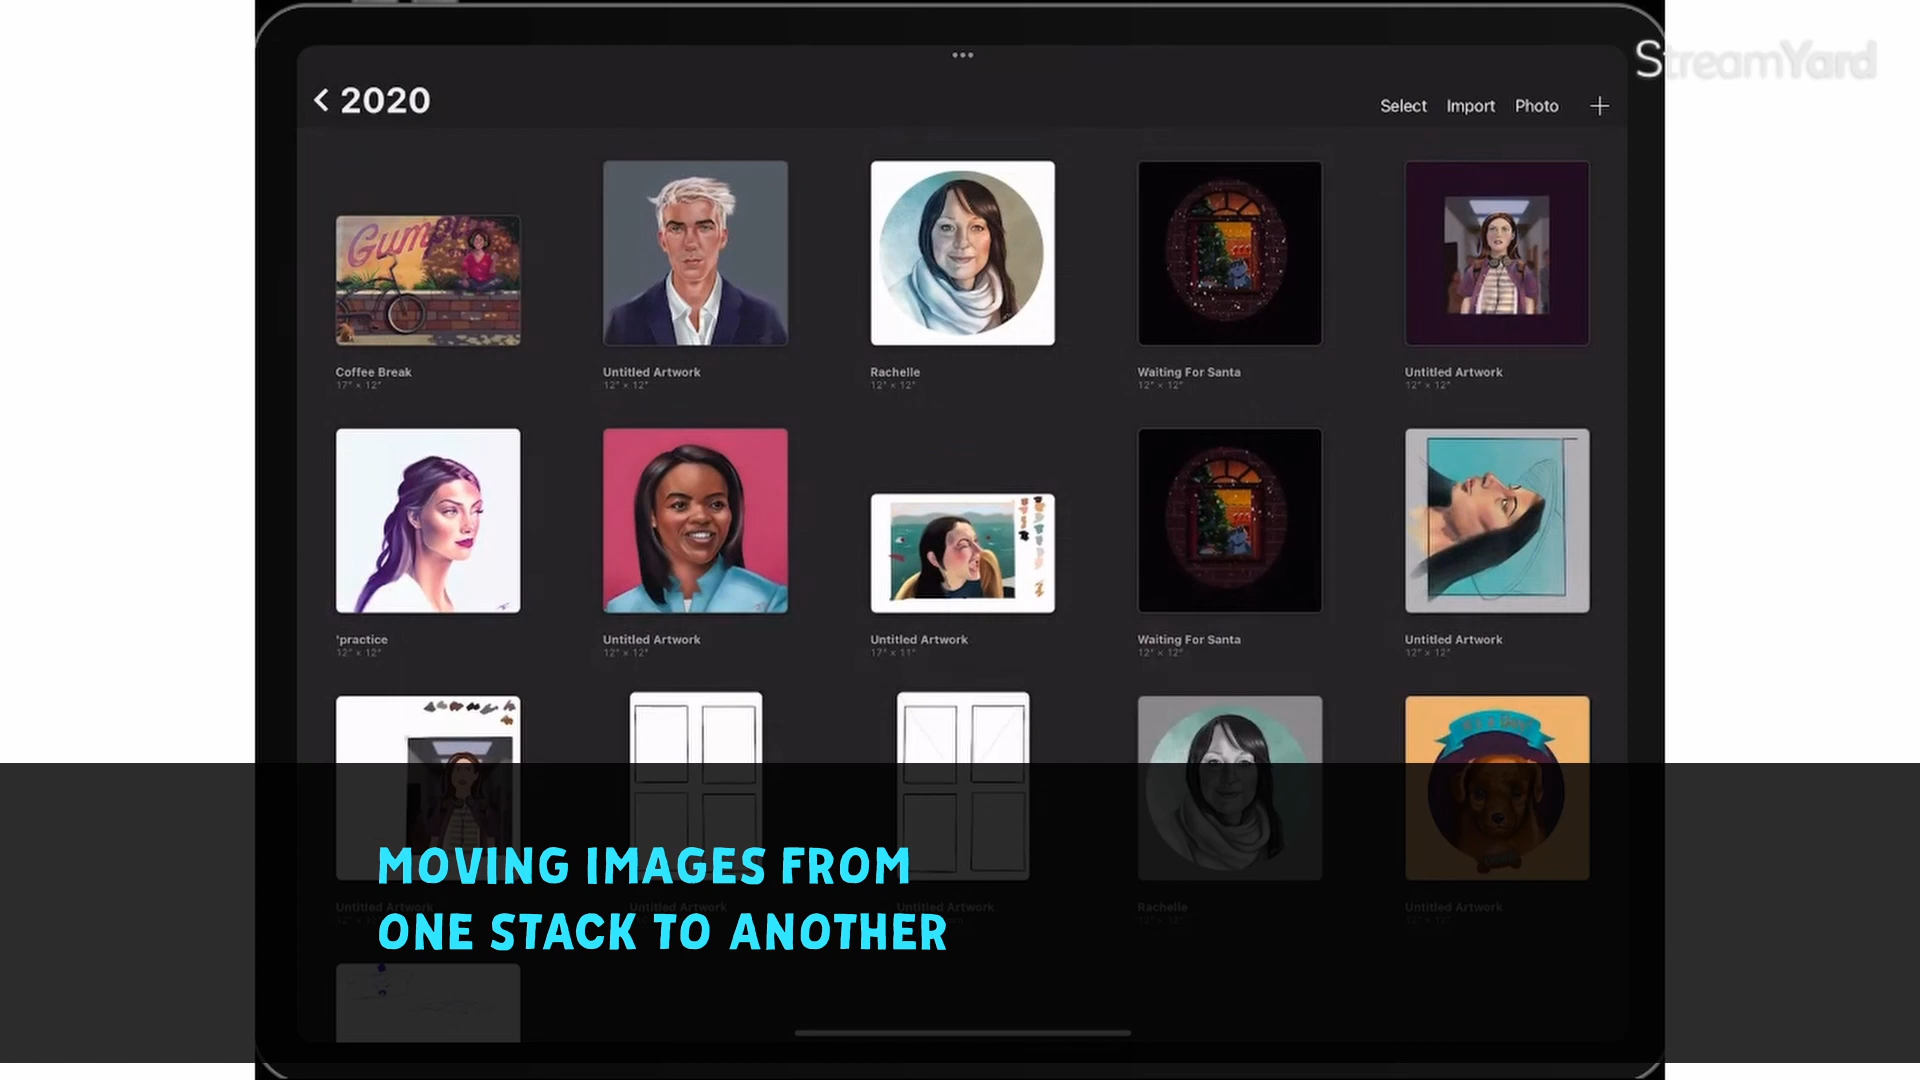 StreamYard
2020
Select Import Photo
Gumpy
Coffee Break
17" × 12"
Untitled Artwork
12" × 12"
Rachelle
12" × 12"
Waiting For Santa
12" × 12"
Untitled Artwork
12" × 12"
'practice
12" × 12"
Untitled Artwork
12" × 12"
Untitled Artwork
17" × 11"
Waiting For Santa
12" × 12"
Untitled Artwork
12" × 12"
Untitled Artwork
Untitled Artwork
Untitled Artwork
Rachelle
Untitled Artwork
MOVING IMAGES FROM
ONE STACK TO ANOTHER